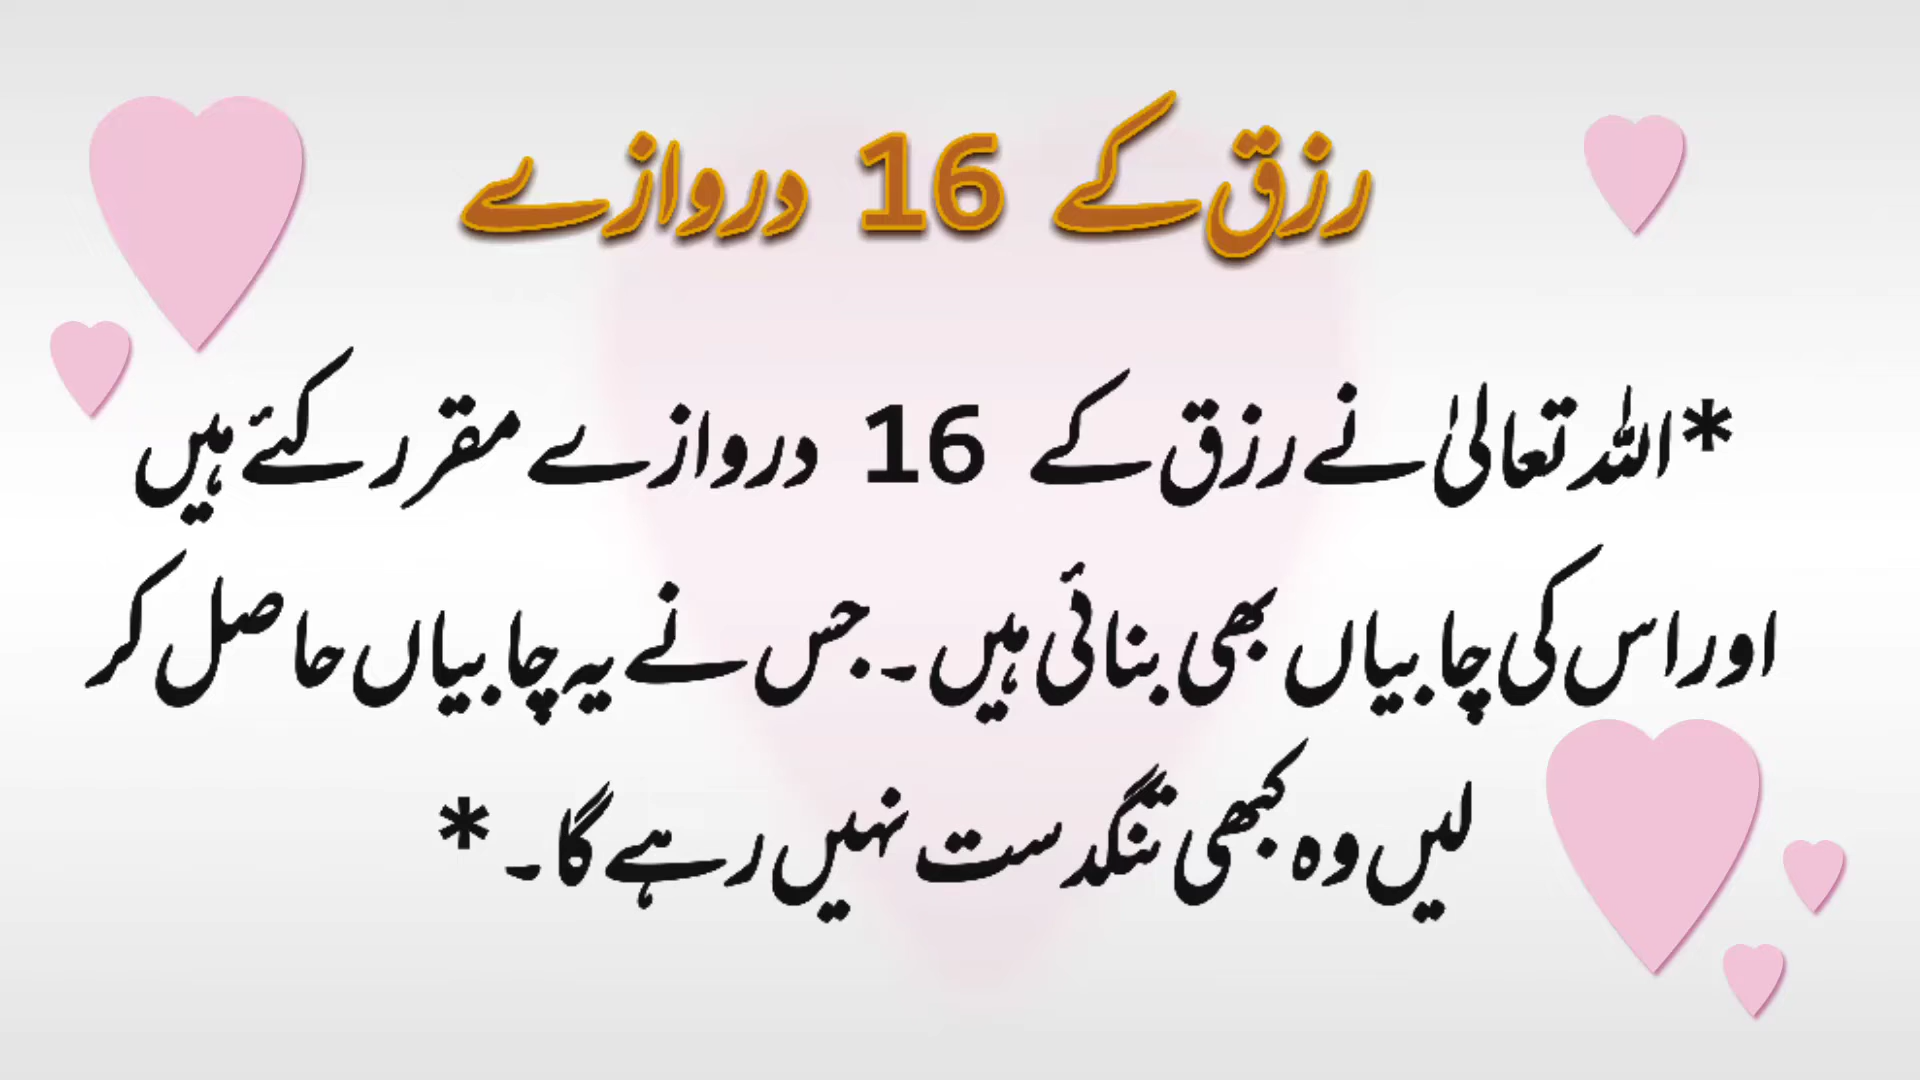 رزق کے 16 دروازے
*اللہ تعالیٰ نے رزق کے 16 دروازے مقرر کئے ہیں
اور اس کی چابیاں بھی بنائی ہیں۔ جس نے یہ چابیاں حاصل کر
لیں وہ کبھی تنگدست نہیں رہے گا۔*